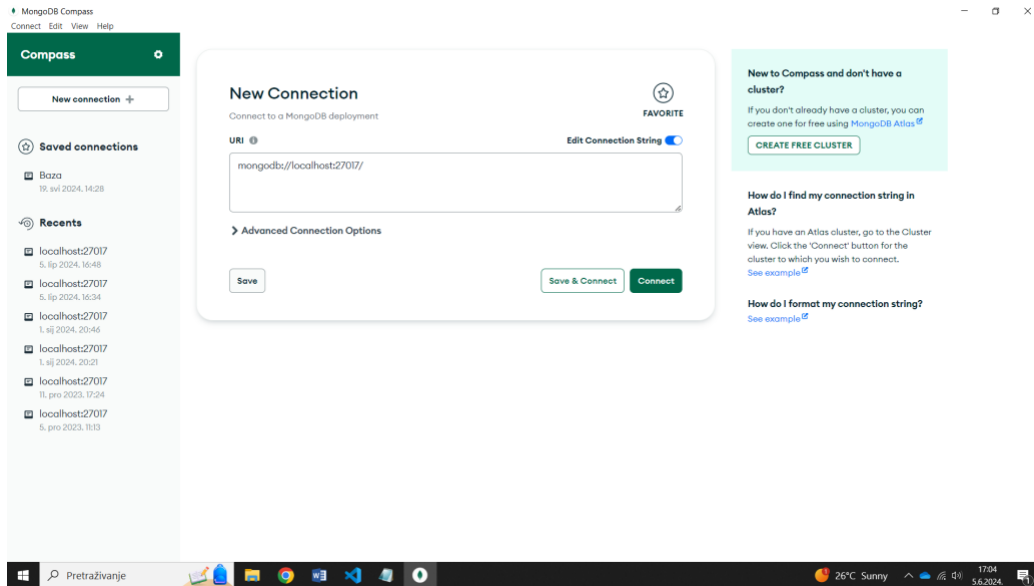 MongoDB Compass
Connect Edit View Help
Compass
New connection +
Saved connections
Baza
19. svi 2024. 14:28
Recents
localhost:27017
5. lip 2024. 16:48
localhost:27017
5. lip 2024. 16:34
localhost:27017
1. sij 2024. 20:46
localhost:27017
1. sij 2024. 20:21
localhost:27017
11. pro 2023. 17:24
localhost:27017
5. pro 2023. 11:13
New Connection
Connect to a MongoDB deployment
FAVORITE
URI
Edit Connection String
mongodb://localhost:27017/
Advanced Connection Options
Save
Save & Connect
Connect
New to Compass and don't have a
cluster?
If you don't already have a cluster, you can
create one for free using MongoDB Atlas
CREATE FREE CLUSTER
How do I find my connection string in
Atlas?
If you have an Atlas cluster, go to the Cluster
view. Click the 'Connect' button for the
cluster to which you wish to connect.
See example
How do I format my connection string?
See example
Pretraživanje
26°C Sunny
17:04
5.6.2024.